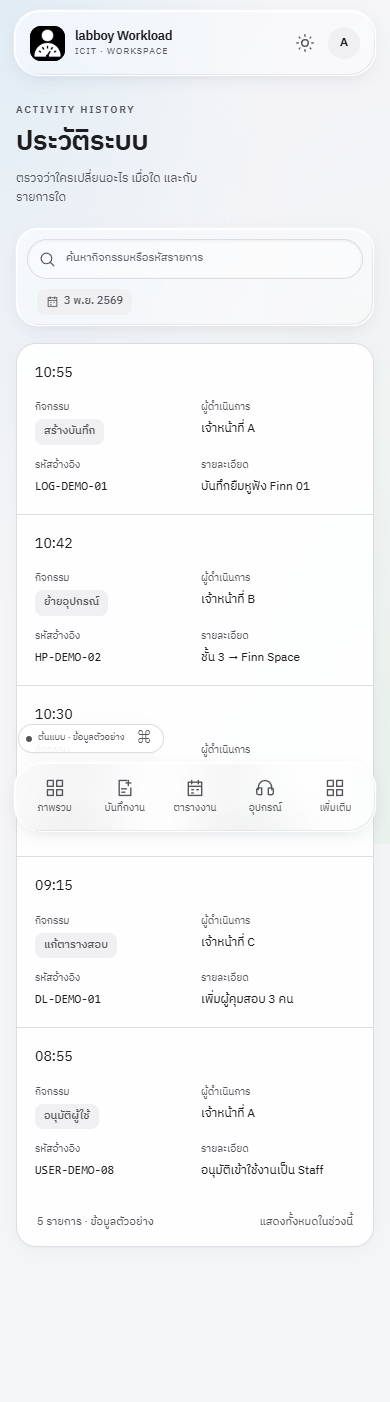 labboy Workload
ICIT · WORKSPACE
A
ACTIVITY HISTORY
ประวัติระบบ
ตรวจว่าใครเปลี่ยนอะไร เมื่อใด และกับ
รายการใด
ค้นหากิจกรรมหรือรหัสรายการ
3 พ.ย. 2569
10:55
กิจกรรม
ผู้ดำเนินการ
สร้างบันทึก
เจ้าหน้าที่ A
รหัสอ้างอิง
รายละเอียด
LOG-DEMO-01
บันทึกยืมหูฟัง Finn 01
10:42
กิจกรรม
ผู้ดำเนินการ
ย้ายอุปกรณ์
เจ้าหน้าที่ B
รหัสอ้างอิง
รายละเอียด
HP-DEMO-02
ชั้น 3 → Finn Space
10:30
ต้นแบบ · ข้อมูลตัวอย่าง ⌘
ผู้ดำเนินการ
ภาพรวม
บันทึกงาน
ตารางงาน
อุปกรณ์
เพิ่มเติม
09:15
กิจกรรม
ผู้ดำเนินการ
แก้ตารางสอบ
เจ้าหน้าที่ C
รหัสอ้างอิง
รายละเอียด
DL-DEMO-01
เพิ่มผู้คุมสอบ 3 คน
08:55
กิจกรรม
ผู้ดำเนินการ
อนุมัติผู้ใช้
เจ้าหน้าที่ A
รหัสอ้างอิง
รายละเอียด
USER-DEMO-08
อนุมัติเข้าใช้งานเป็น Staff
5 รายการ · ข้อมูลตัวอย่าง
แสดงทั้งหมดในช่วงนี้